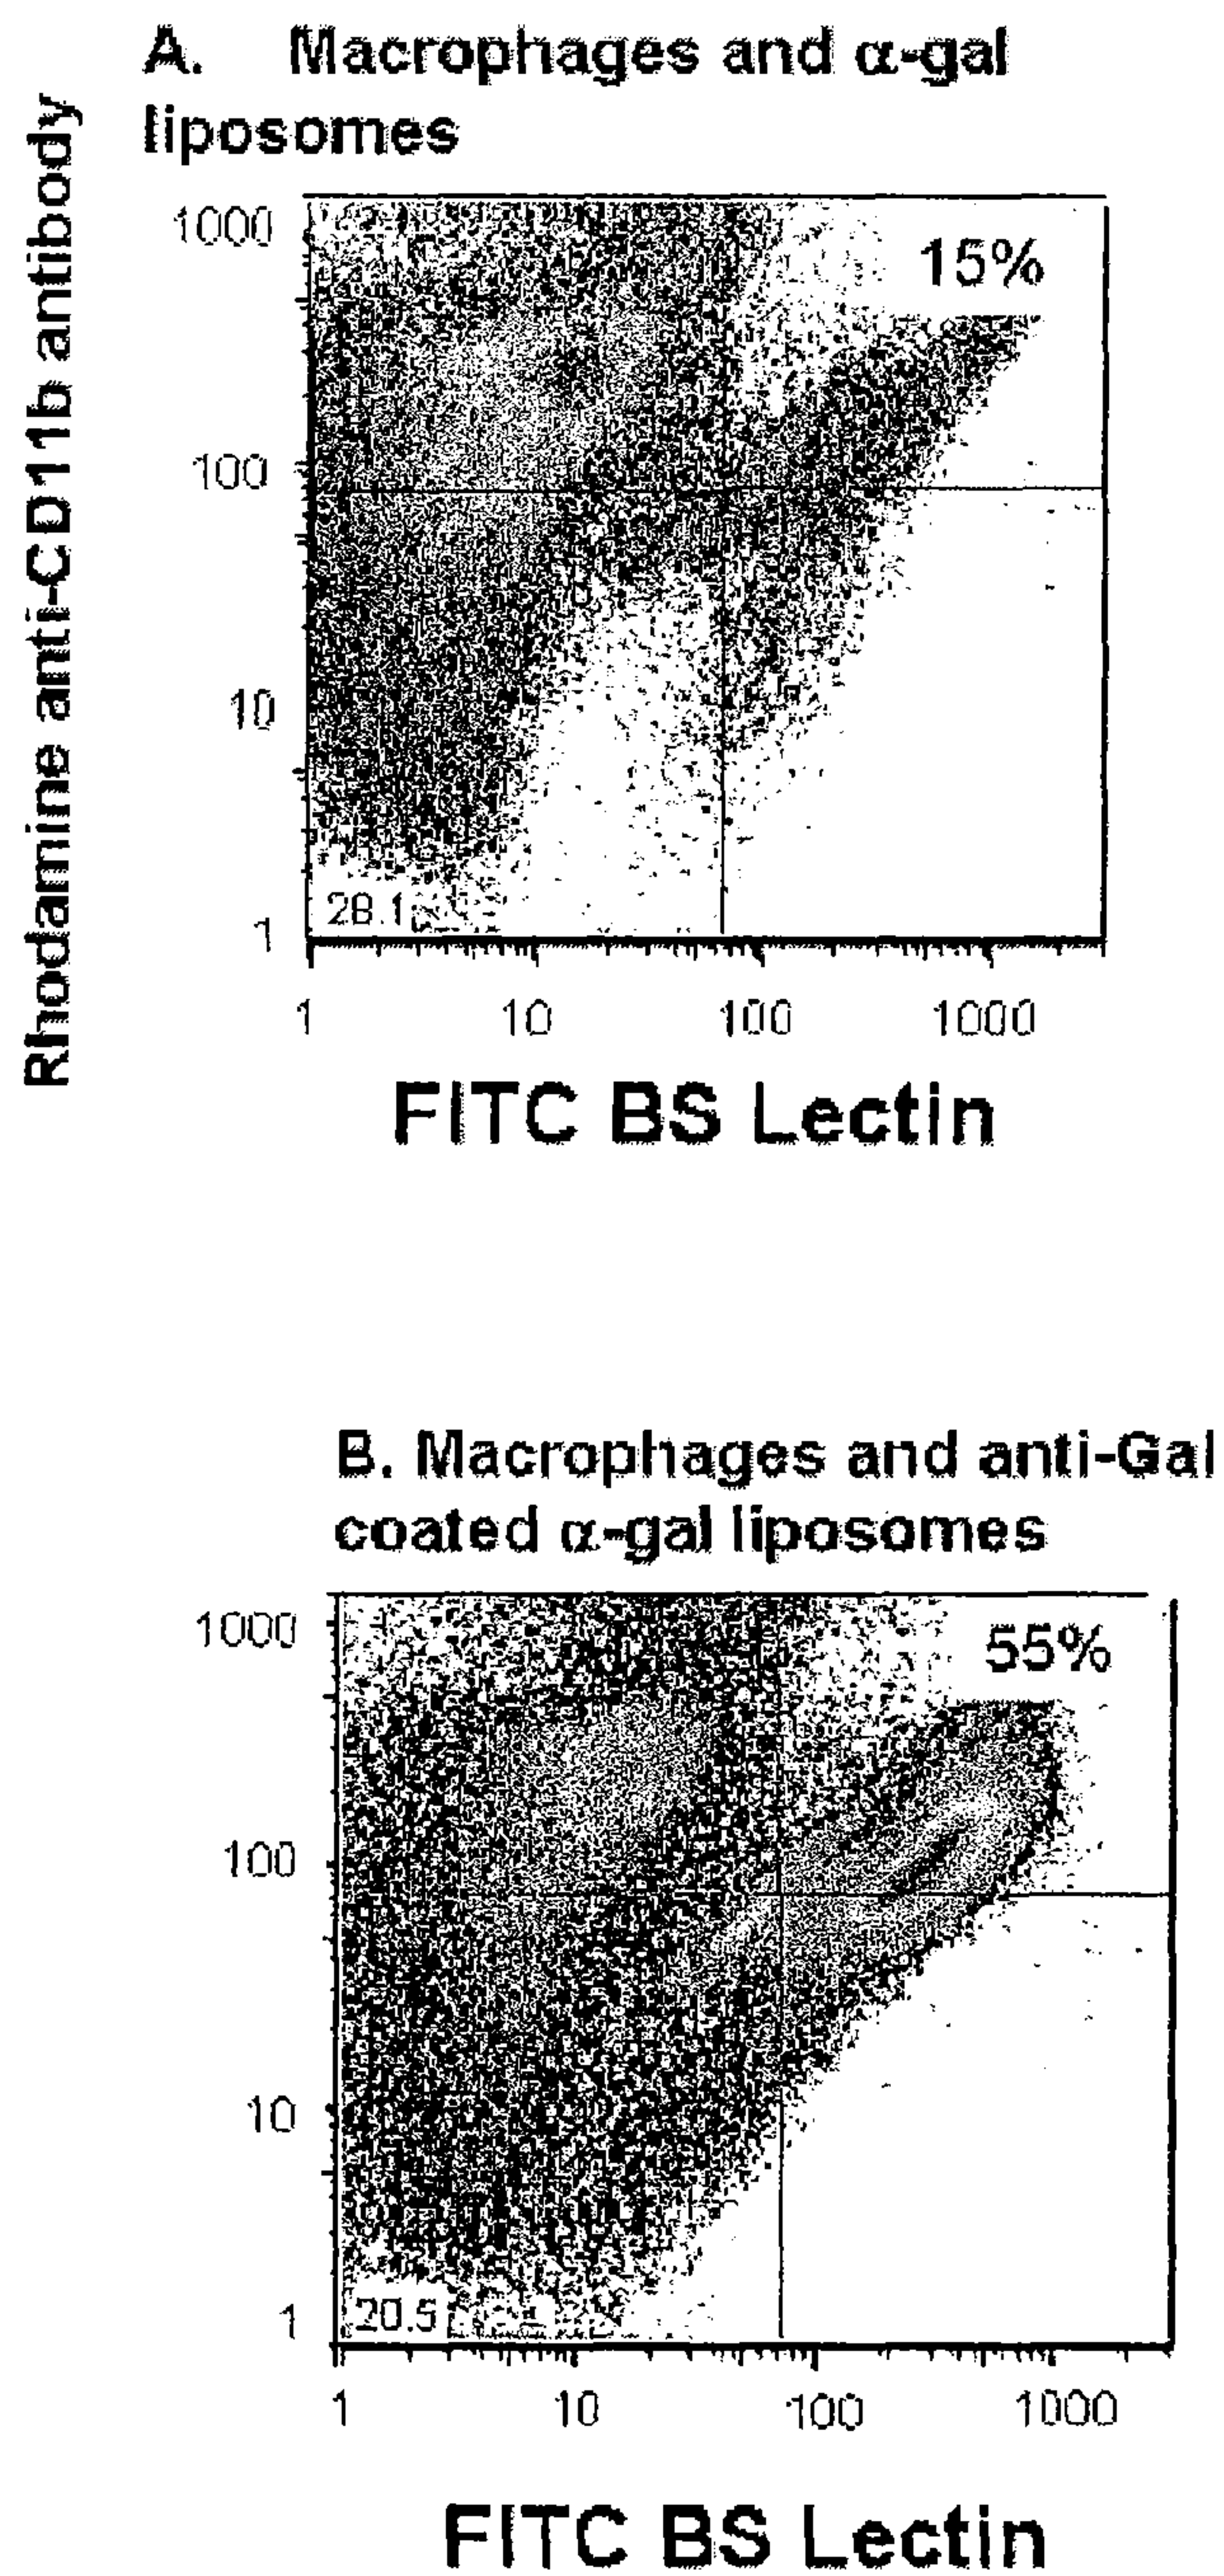 A. Macrophages and α-gal
liposomes
Rhodamine anti-CD11b antibody
1000
100
10
1
15%
28.1
1 10 100 1000
FITC BS Lectin
B. Macrophages and anti-Gal
coated α-gal liposomes
1000
100
10
1
55%
20.5
1 10 100 1000
FITC BS Lectin